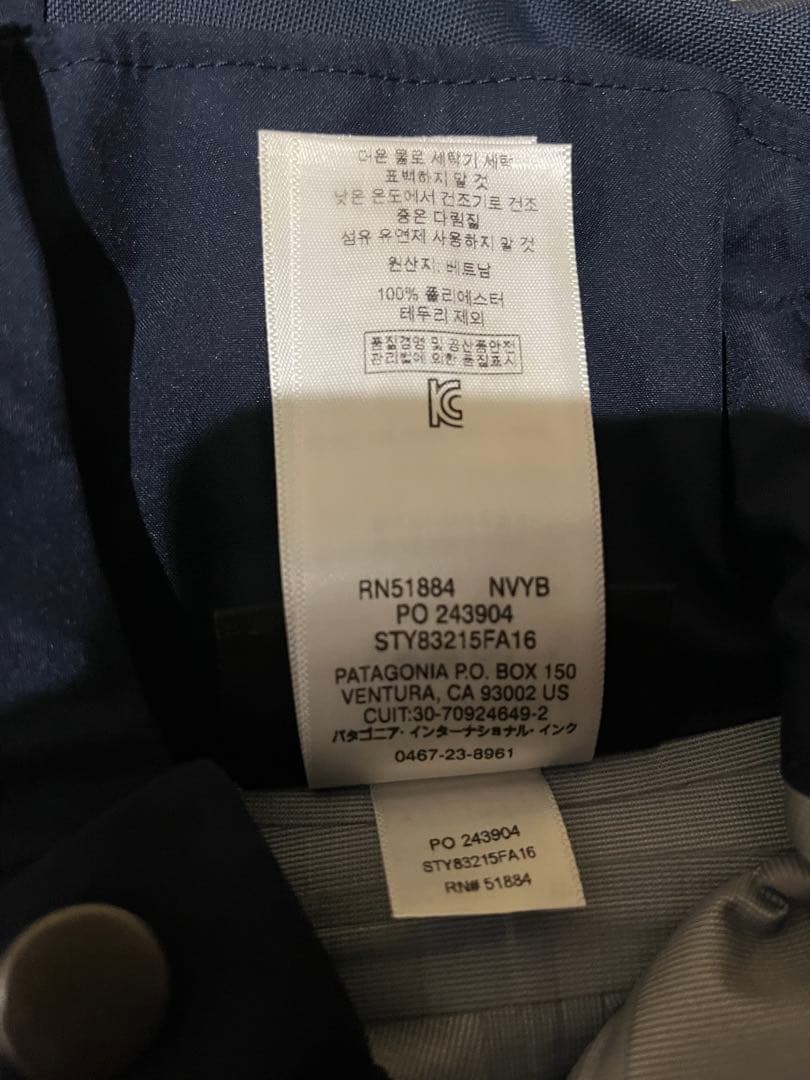 더운 물로 세탁기 세탁
표백하지 말 것
낮은 온도에서 건조기로 건조
중온 다림질
섬유 유연제 사용하지 말 것
원산지: 베트남
100% 폴리에스터
테두리 제외
품질경영 및 공산품안전
관리법에 의한 품질표시
KC
RN51884 NVYB
PO 243904
STY83215FA16
PATAGONIA P.O. BOX 150
VENTURA, CA 93002 US
CUIT:30-70924649-2
パタゴニア・インターナショナル・インク
0467-23-8961
PO 243904
STY83215FA16
RN# 51884